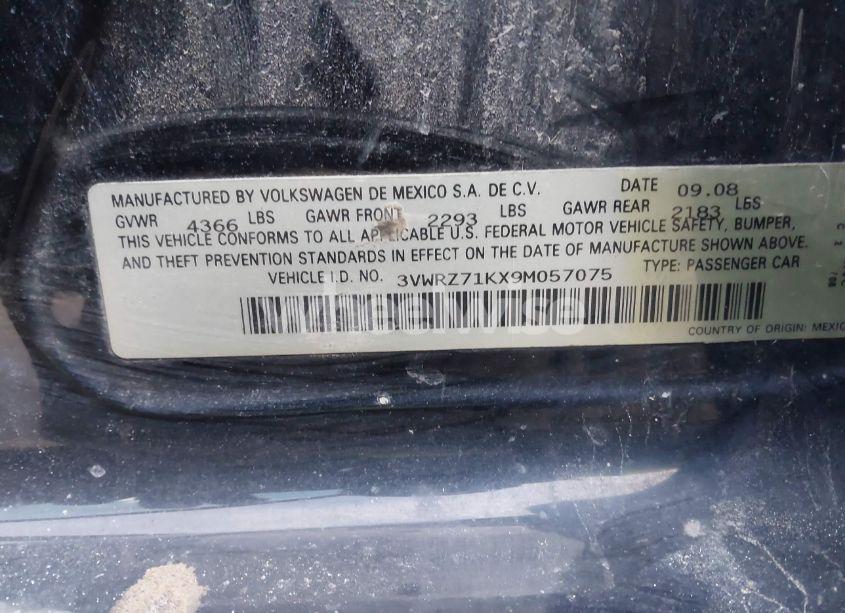 MANUFACTURED BY VOLKSWAGEN DE MEXICO S.A. DE C.V. DATE 09.08
GVWR 4366 LBS GAWR FRONT 2293 LBS GAWR REAR 2183 LBS
THIS VEHICLE CONFORMS TO ALL APPLICABLE U.S. FEDERAL MOTOR VEHICLE SAFETY, BUMPER,
AND THEFT PREVENTION STANDARDS IN EFFECT ON THE DATE OF MANUFACTURE SHOWN ABOVE.
VEHICLE I.D. NO. 3VWRZ71KX9M057075 TYPE: PASSENGER CAR
COUNTRY OF ORIGIN: MEXIC